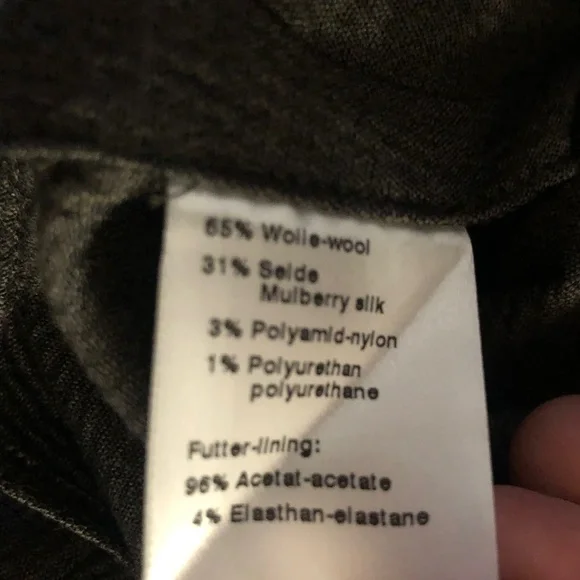 65% Wolle-wool
31% Seide
Mulberry silk
3% Polyamid-nylon
1% Polyurethan
polyurethane
Futter-lining:
96% Acetat-acetate
4% Elasthan-elastane